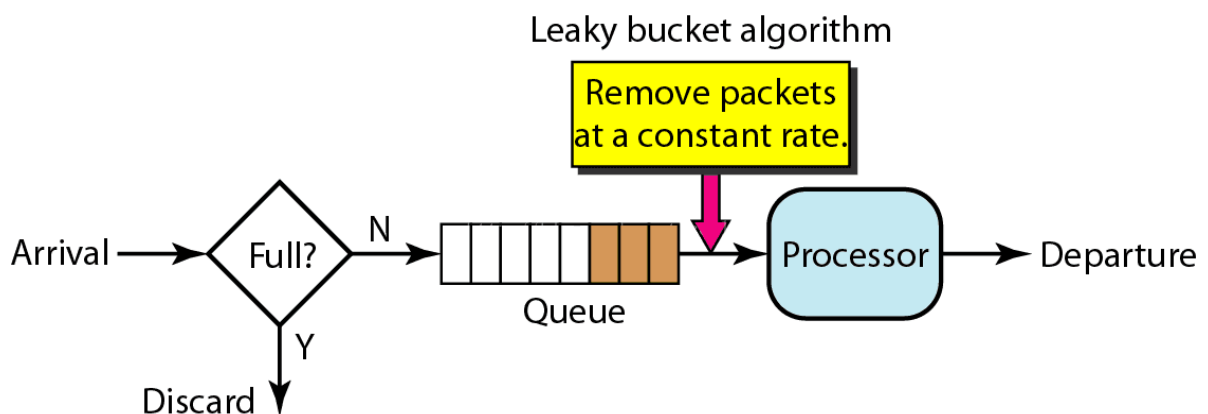 Leaky bucket algorithm
Remove packets
at a constant rate.
Arrival
Full?
N
Queue
Processor
Departure
Y
Discard